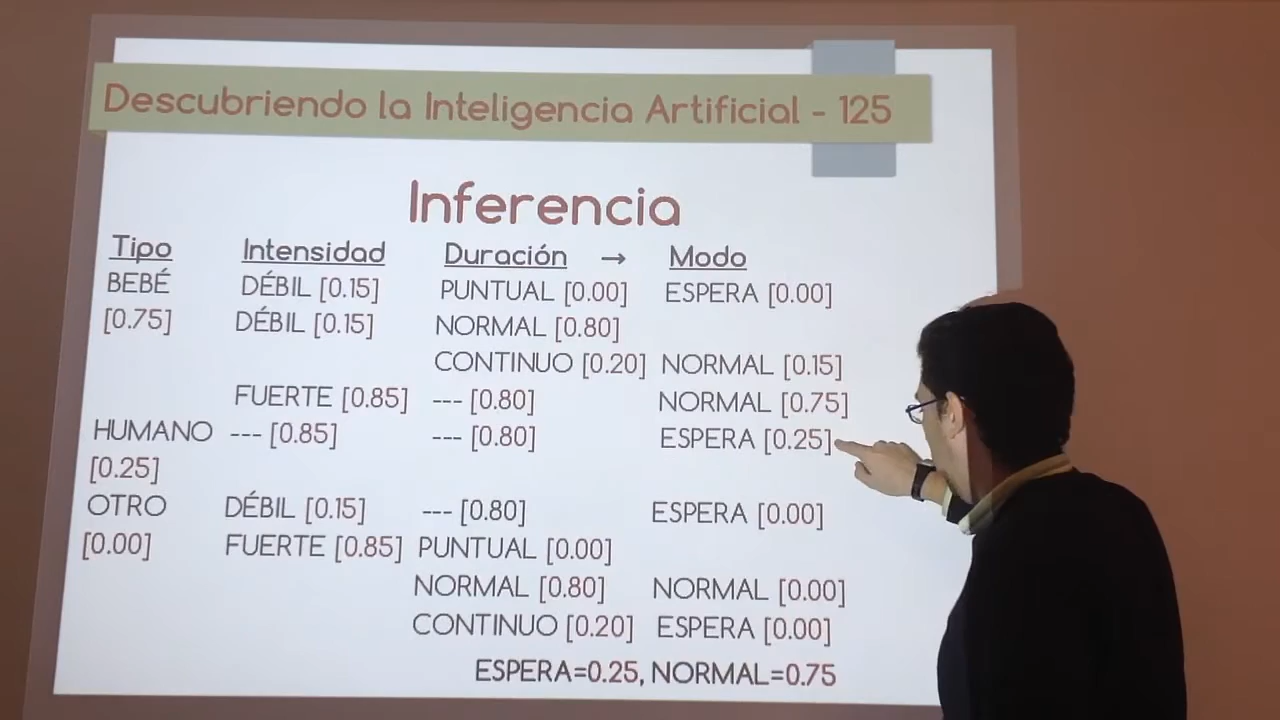 Descubriendo la Inteligencia Artificial - 125
Inferencia
Tipo Intensidad Duración → Modo
BEBÉ DÉBIL [0.15] PUNTUAL [0.00] ESPERA [0.00]
[0.75] DÉBIL [0.15] NORMAL [0.80]
CONTINUO [0.20] NORMAL [0.15]
FUERTE [0.85] --- [0.80] NORMAL [0.75]
HUMANO --- [0.85] --- [0.80] ESPERA [0.25]
[0.25]
OTRO DÉBIL [0.15] --- [0.80] ESPERA [0.00]
[0.00] FUERTE [0.85] PUNTUAL [0.00]
NORMAL [0.80] NORMAL [0.00]
CONTINUO [0.20] ESPERA [0.00]
ESPERA=0.25, NORMAL=0.75